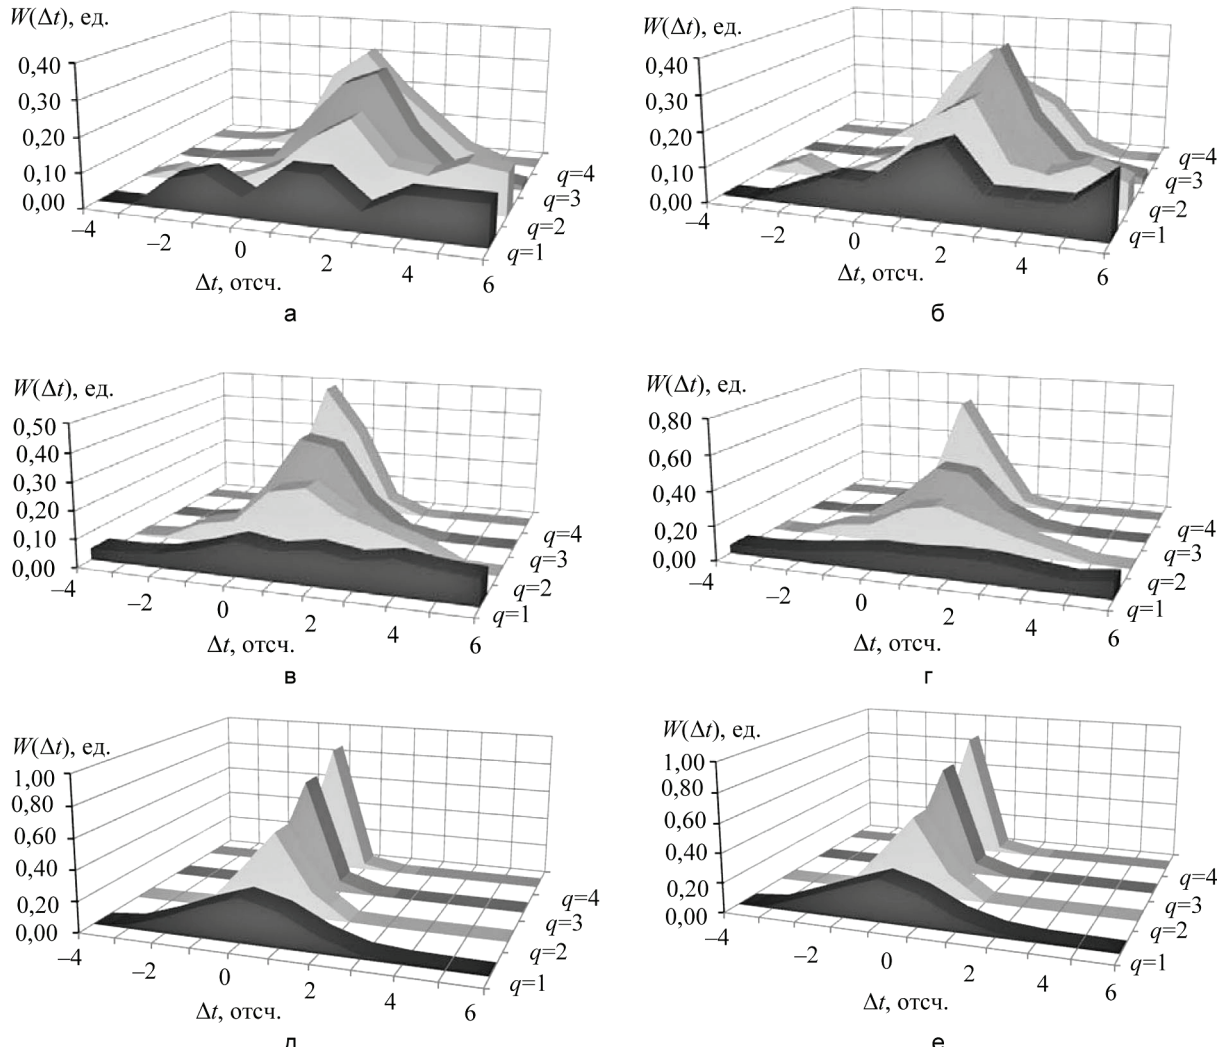 W(Δt), ед.
0,40
0,30
0,20
0,10
0,00
–4
–2
0
2
4
6
q=4
q=3
q=2
q=1
Δt, отсч.
а
W(Δt), ед.
0,40
0,30
0,20
0,10
0,00
–4
–2
0
2
4
6
q=4
q=3
q=2
q=1
Δt, отсч.
б
W(Δt), ед.
0,50
0,40
0,30
0,20
0,10
0,00
–4
–2
0
2
4
6
q=4
q=3
q=2
q=1
Δt, отсч.
в
W(Δt), ед.
0,80
0,60
0,40
0,20
0,00
–4
–2
0
2
4
6
q=4
q=3
q=2
q=1
Δt, отсч.
г
W(Δt), ед.
1,00
0,80
0,60
0,40
0,20
0,00
–4
–2
0
2
4
6
q=4
q=3
q=2
q=1
Δt, отсч.
д
W(Δt), ед.
1,00
0,80
0,60
0,40
0,20
0,00
–4
–2
0
2
4
6
q=4
q=3
q=2
q=1
Δt, отсч.
е